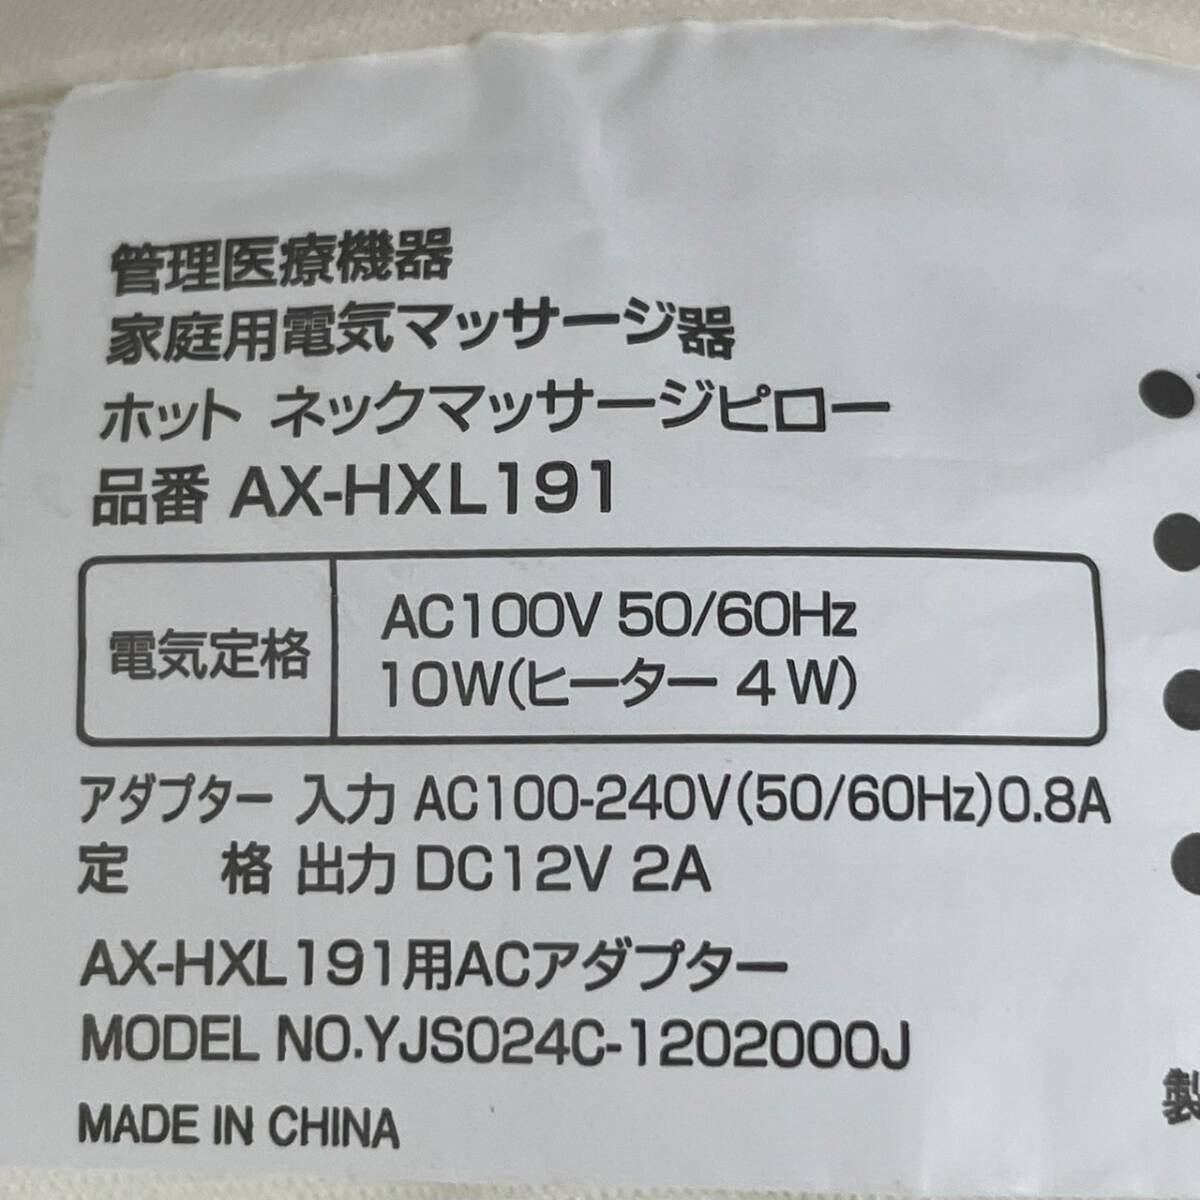 管理医療機器
家庭用電気マッサージ器
ホット ネックマッサージピロー
品番 AX-HXL191
電気定格
AC100V 50/60Hz
10W(ヒーター 4W)
アダプター 入力 AC100-240V(50/60Hz)0.8A
定 格 出力 DC12V 2A
AX-HXL191用ACアダプター
MODEL NO.YJS024C-1202000J
MADE IN CHINA
製